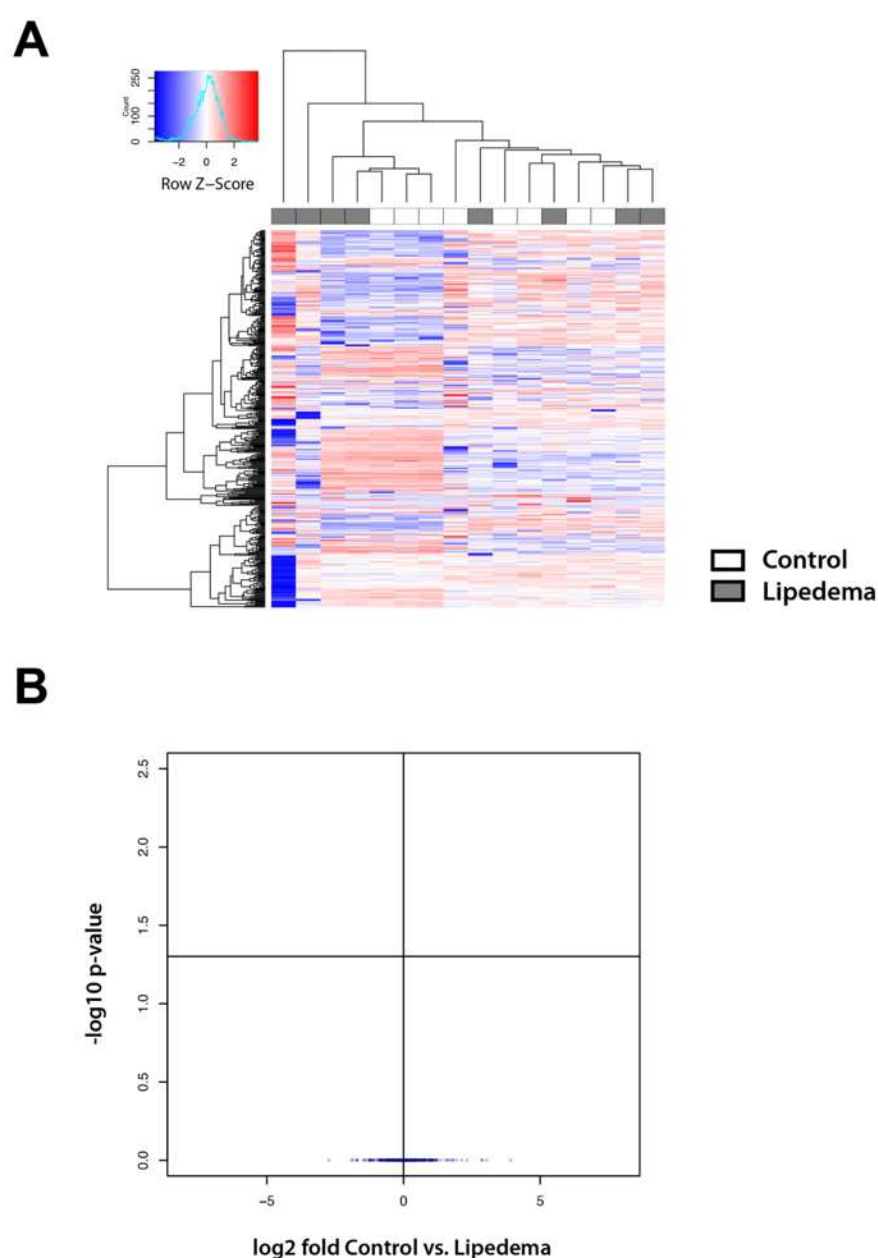 A
250
100
0
Count
−2 0 2
Row Z−Score
Control
Lipedema
B
2.5
2.0
1.5
1.0
0.5
0.0
-log10 p-value
−5 0 5
log2 fold Control vs. Lipedema